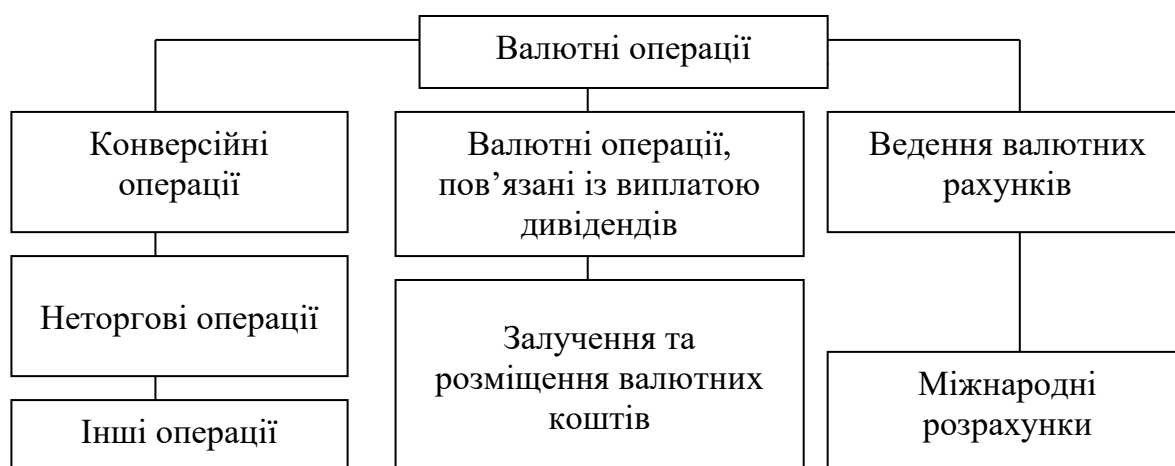 Валютні операції
Конверсійні
операції
Валютні операції,
пов’язані із виплатою
дивідендів
Ведення валютних
рахунків
Неторгові операції
Залучення та
розміщення валютних
коштів
Інші операції
Міжнародні
розрахунки